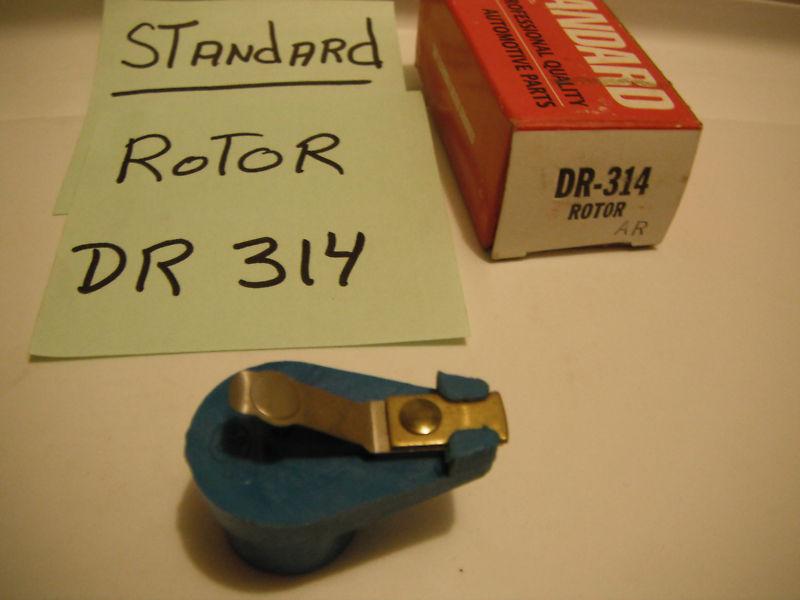 STANDARD
ROTOR
DR 314
ANDARD
PROFESSIONAL QUALITY
AUTOMOTIVE PARTS
DR-314
ROTOR
AR